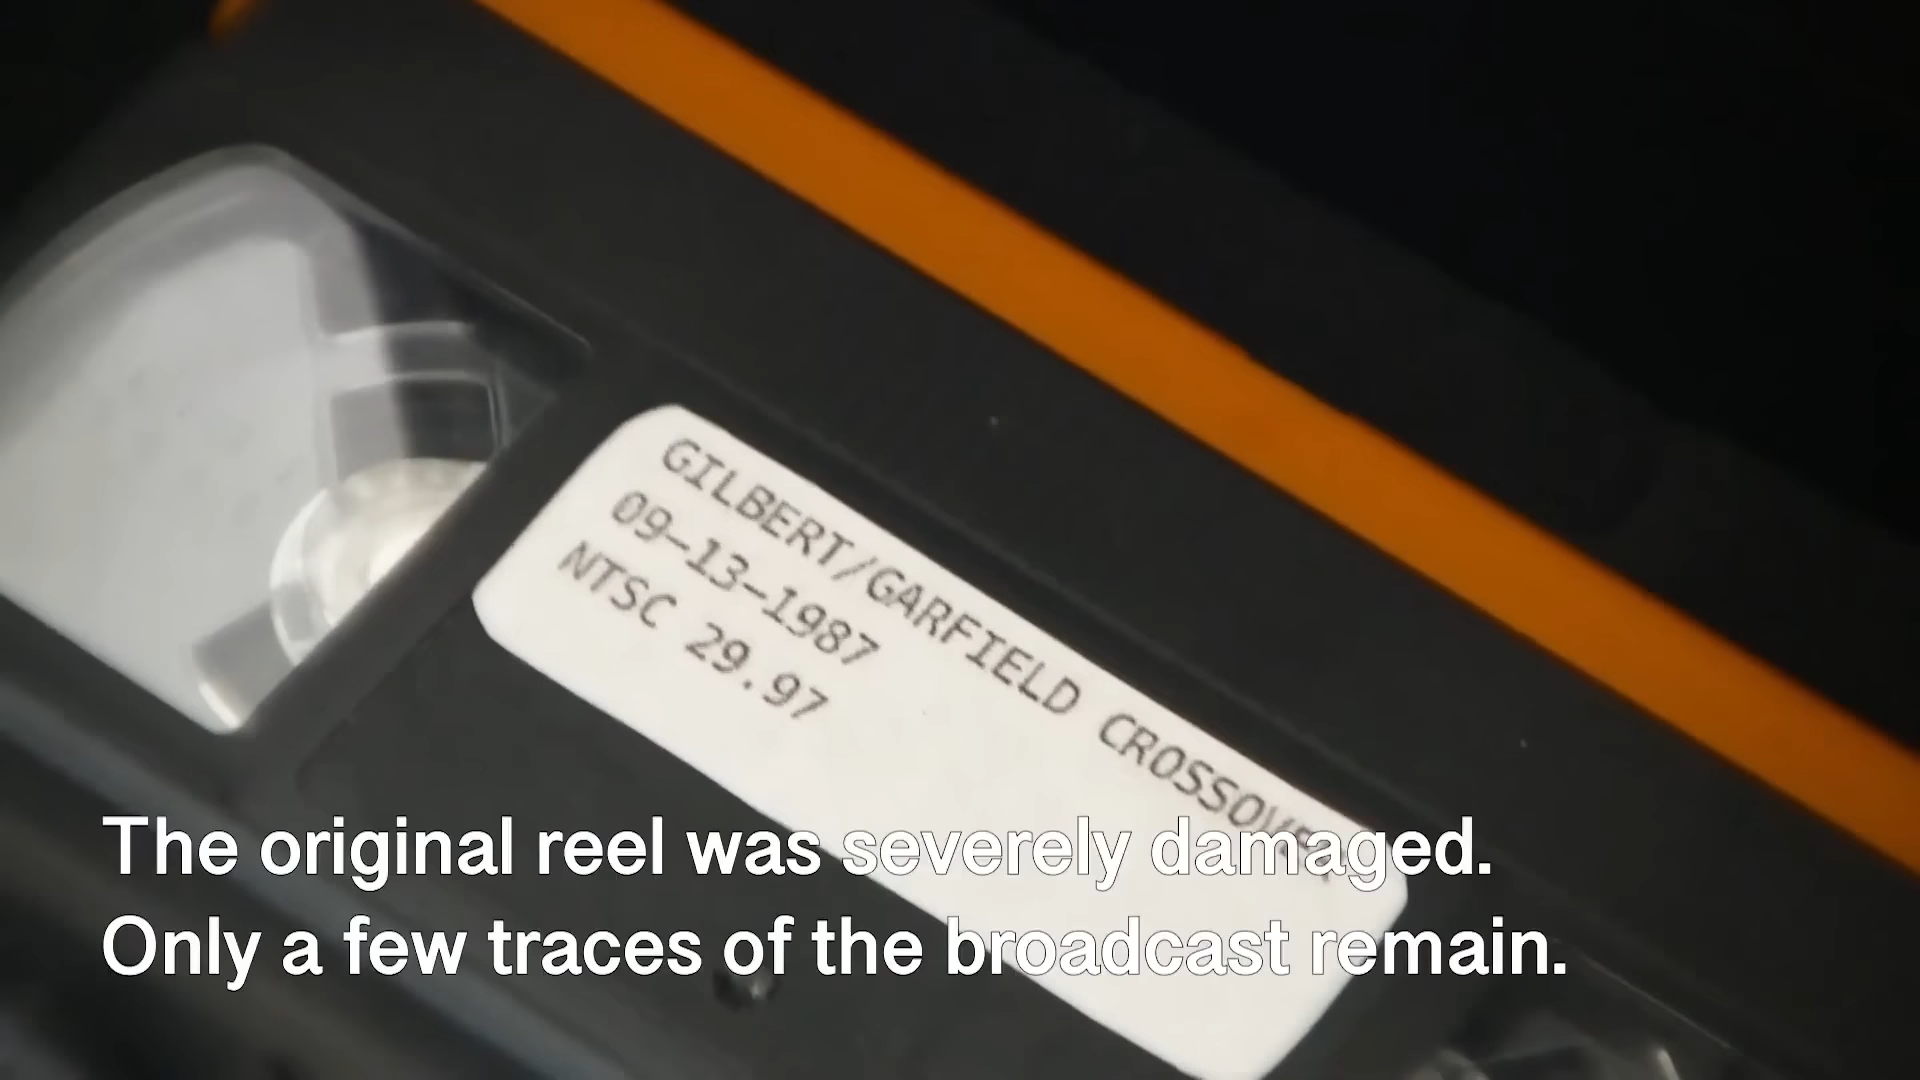 GILBERT/GARFIELD CROSSOVER
09-13-1987
NTSC 29.97
The original reel was severely damaged.
Only a few traces of the broadcast remain.